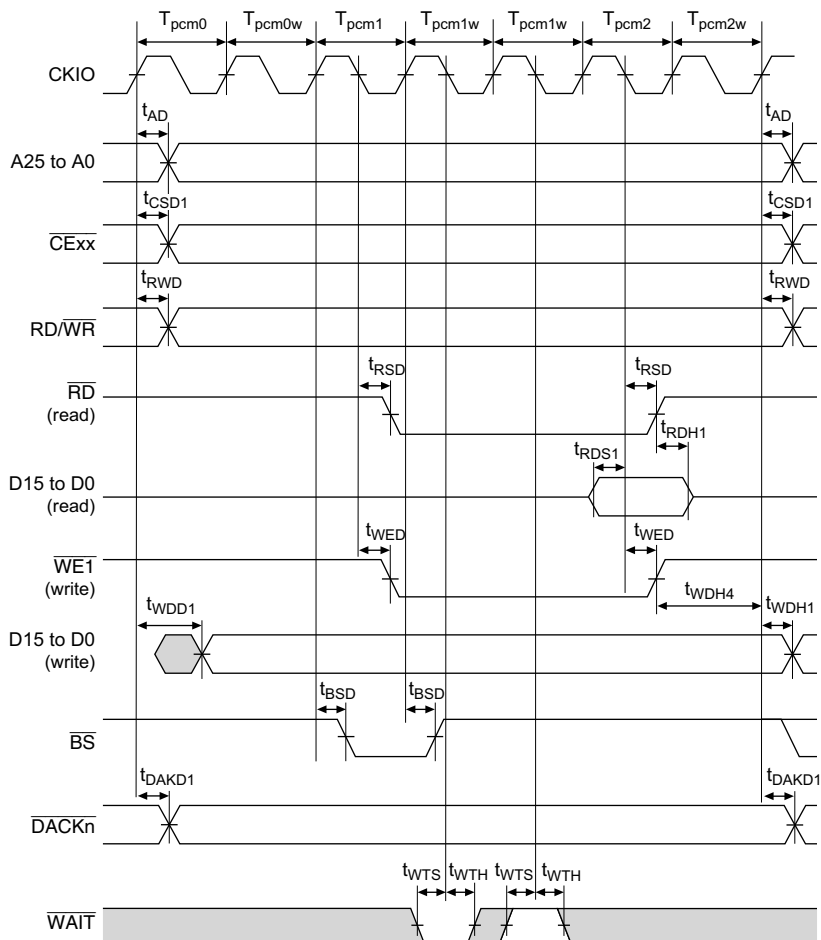 Tpcm0 Tpcm0w Tpcm1 Tpcm1w Tpcm1w Tpcm2 Tpcm2w
CKIO
tAD tAD
A25 to A0
tCSD1 tCSD1
CExx
tRWD tRWD
RD/WR
tRSD tRSD
RD
(read)
tRDH1
tRDS1
D15 to D0
(read)
tWED tWED
WE1
(write)
tWDH4
tWDD1 tWDH1
D15 to D0
(write)
tBSD tBSD
BS
tDAKD1 tDAKD1
DACKn
tWTS tWTH tWTS tWTH
WAIT